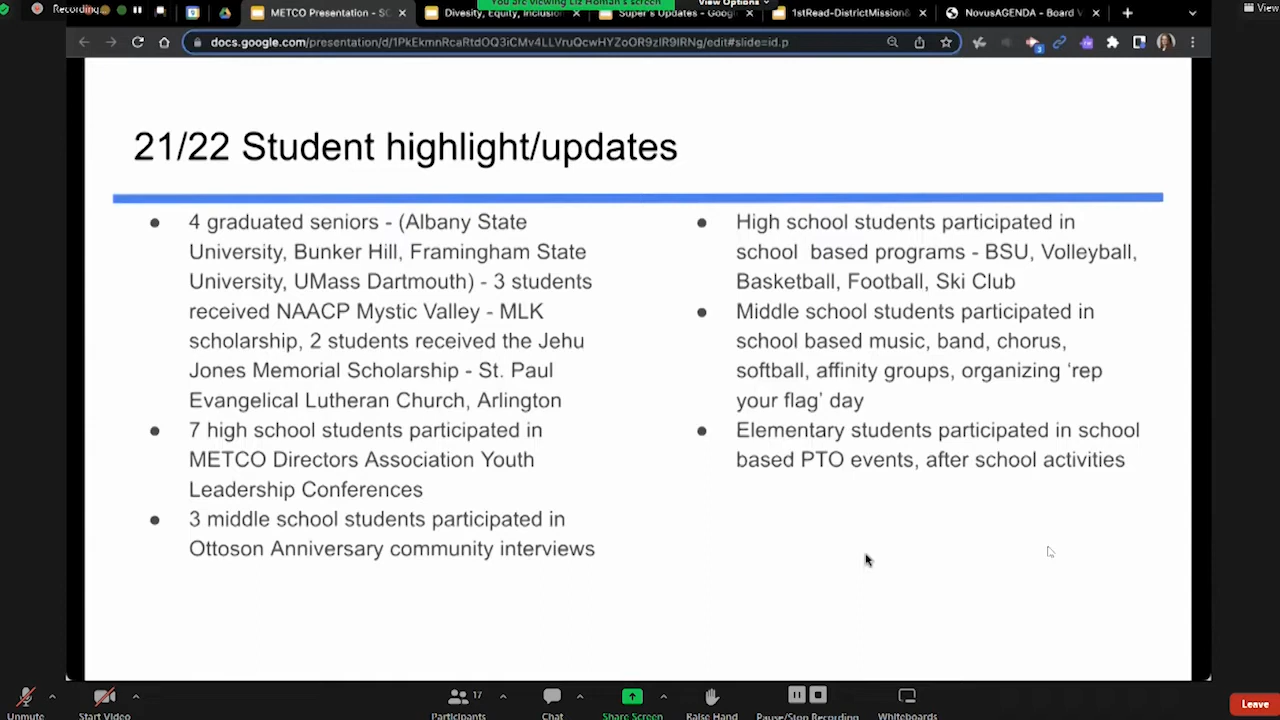 Recording...
You are viewing Liz Homan's screen
View Options
View
METCO Presentation - SC
Divesity, Equity, Inclusion
Super's Updates - Googl
1stRead-DistrictMission&
NovusAGENDA - Board V
docs.google.com/presentation/d/1PkEkmnRcaRtdOQ3iCMv4LLVruQcwHYZoOR9zlR9IRNg/edit#slide=id.p
21/22 Student highlight/updates
4 graduated seniors - (Albany State
University, Bunker Hill, Framingham State
University, UMass Dartmouth) - 3 students
received NAACP Mystic Valley - MLK
scholarship, 2 students received the Jehu
Jones Memorial Scholarship - St. Paul
Evangelical Lutheran Church, Arlington
7 high school students participated in
METCO Directors Association Youth
Leadership Conferences
3 middle school students participated in
Ottoson Anniversary community interviews
High school students participated in
school based programs - BSU, Volleyball,
Basketball, Football, Ski Club
Middle school students participated in
school based music, band, chorus,
softball, affinity groups, organizing ‘rep
your flag’ day
Elementary students participated in school
based PTO events, after school activities
Unmute
Start Video
17
Participants
Chat
Share Screen
Raise Hand
Pause/Stop Recording
Whiteboards
Leave